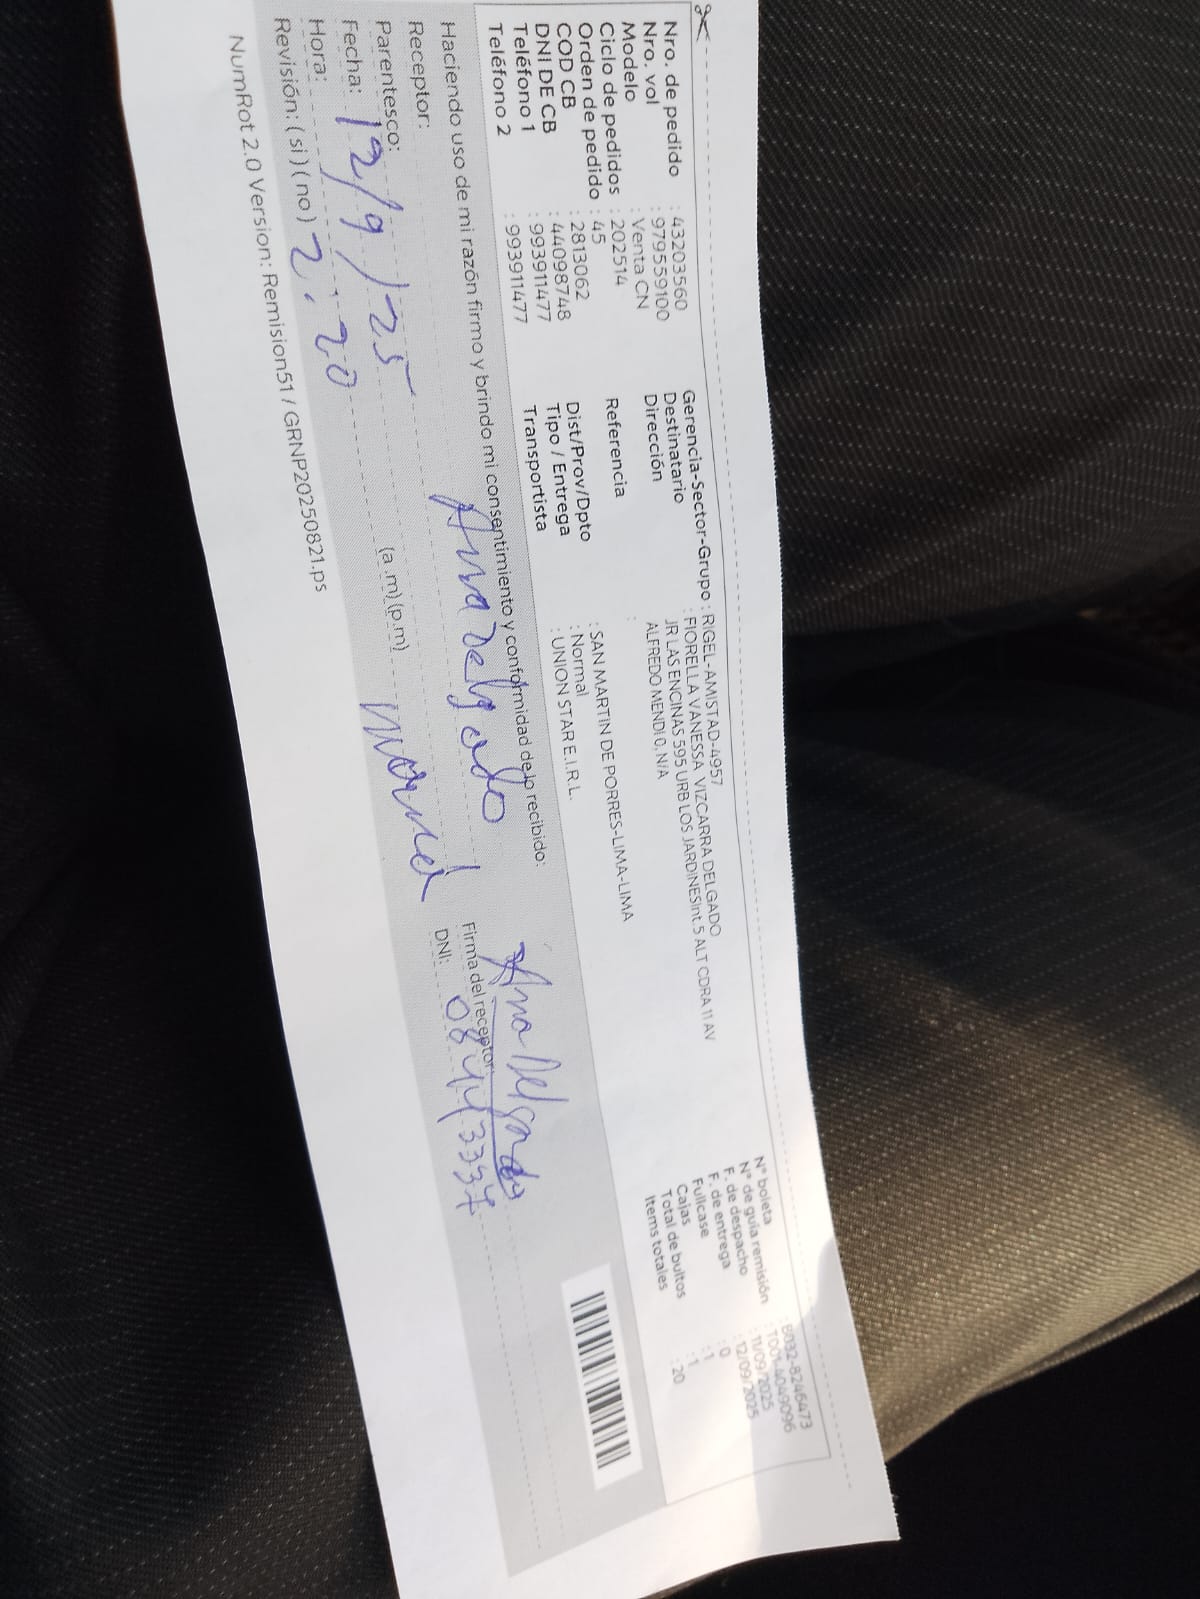 Nro. de pedido : 43203560
Nro. vol : 979559100
Modelo : Venta CN
Ciclo de pedidos : 202514
Orden de pedido : 45
COD CB : 2813062
DNI DE CB : 44098748
Teléfono 1 : 993911477
Teléfono 2 : 993911477
Gerencia-Sector-Grupo : RIGEL-AMISTAD-4957
Destinatario : FIORELLA VANESSA VIZCARRA DELGADO
Dirección : JR LAS ENCINAS 595 URB LOS JARDINESInt.5 ALT CDRA 11 AV
ALFREDO MENDI 0, N/A
Referencia :
Dist/Prov/Dpto : SAN MARTIN DE PORRES-LIMA-LIMA
Tipo / Entrega : Normal
Transportista : UNION STAR E.I.R.L.
N° boleta : B032-8246473
N° de guía remisión : T001-4049096
F. de despacho : 11/09/2025
F. de entrega : 12/09/2025
Fullcase : 0
Cajas : 1
Total de bultos : 1
Items totales : 20
Haciendo uso de mi razón firmo y brindo mi consentimiento y conformidad de lo recibido:
Receptor: Ana Delgado
Parentesco: mamá
Fecha: 12/9/25
Hora: 2:20 (a.m) (p.m)
Revisión: ( si ) ( no )
Ana Delgado
Firma del receptor
DNI:
NumRot 2.0 Version: Remision51 / GRNP20250821.ps